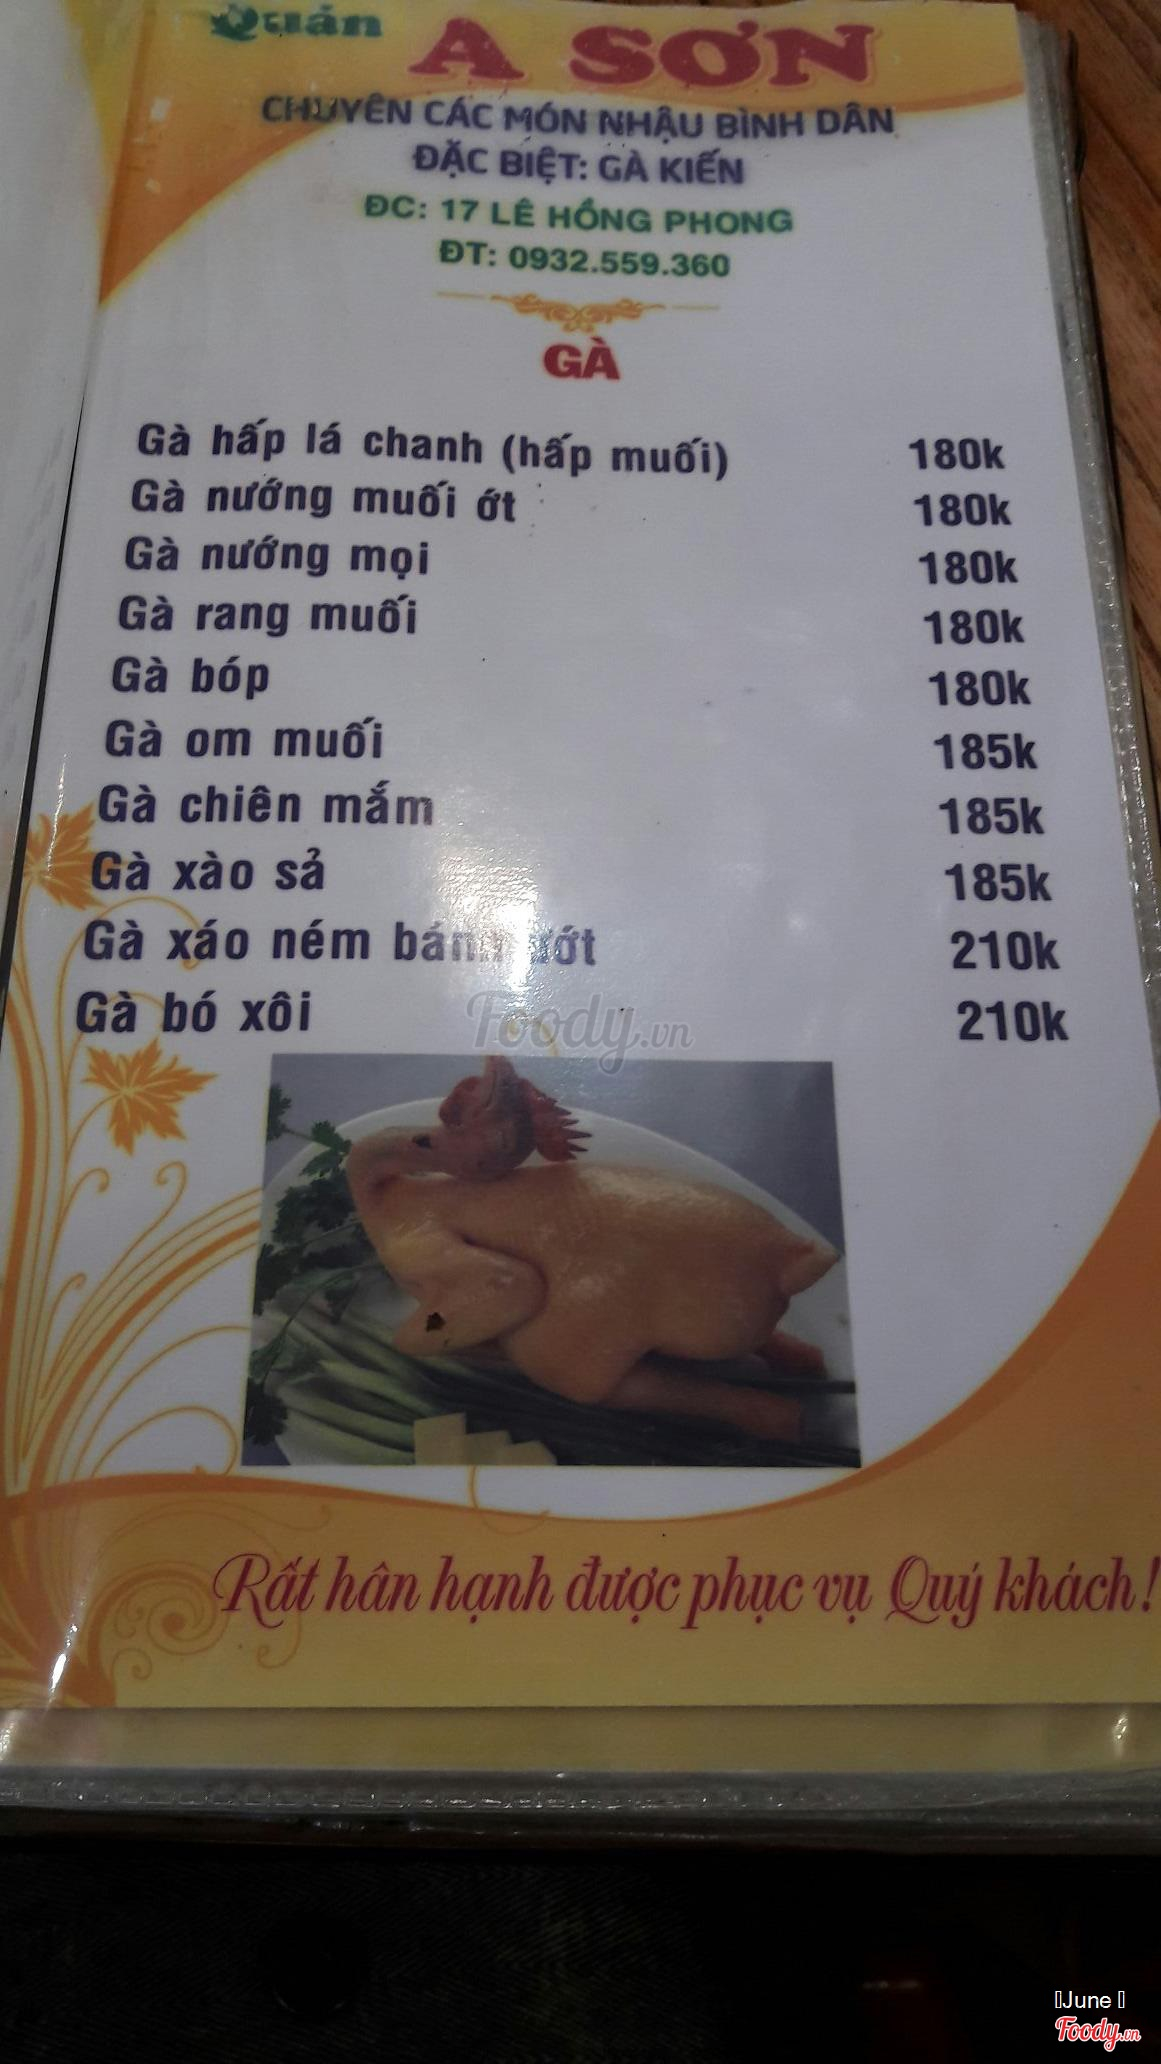 Quán A SƠN
CHUYÊN CÁC MÓN NHẬU BÌNH DÂN
ĐẶC BIỆT: GÀ KIẾN
ĐC: 17 LÊ HỒNG PHONG
ĐT: 0932.559.360
GÀ
Gà hấp lá chanh (hấp muối) 180k
Gà nướng muối ớt 180k
Gà nướng mọi 180k
Gà rang muối 180k
Gà bóp 180k
Gà om muối 185k
Gà chiên mắm 185k
Gà xào sả 185k
Gà xáo ném bánh ướt 210k
Gà bó xôi 210k
Foody.vn
Rất hân hạnh được phục vụ Quý khách!
June
Foody.vn